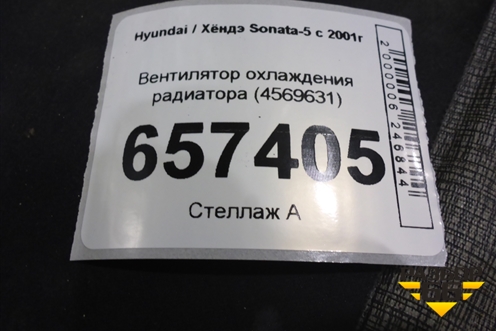 Hyundai / Хёндэ Sonata-5 с 2001г
Вентилятор охлаждения
радиатора (4569631)
657405
Стеллаж А
2000006246844